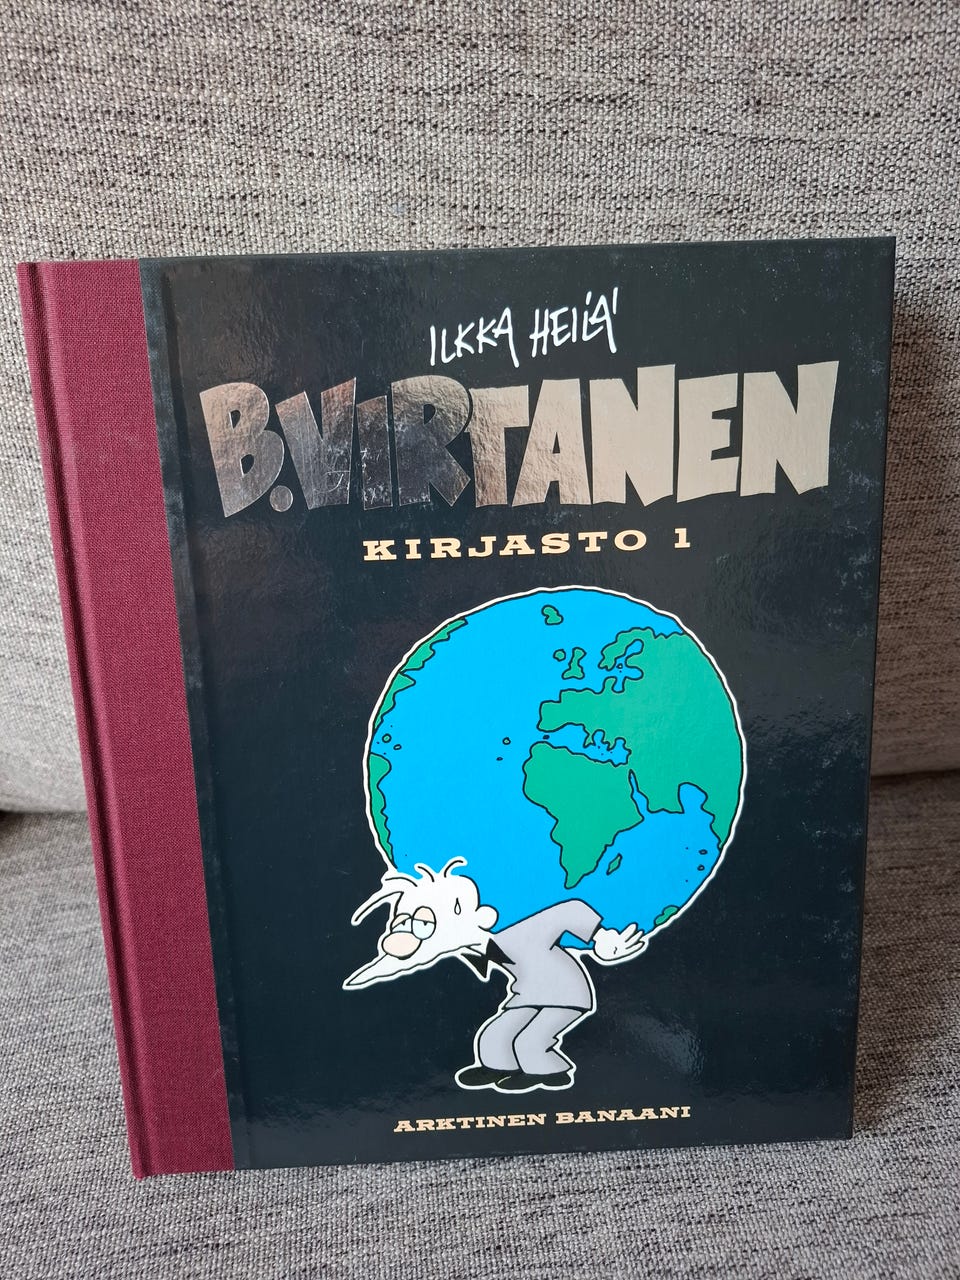 ILKKA HEILÄ
B.VIRTANEN
KIRJASTO 1
ARKTINEN BANAANI